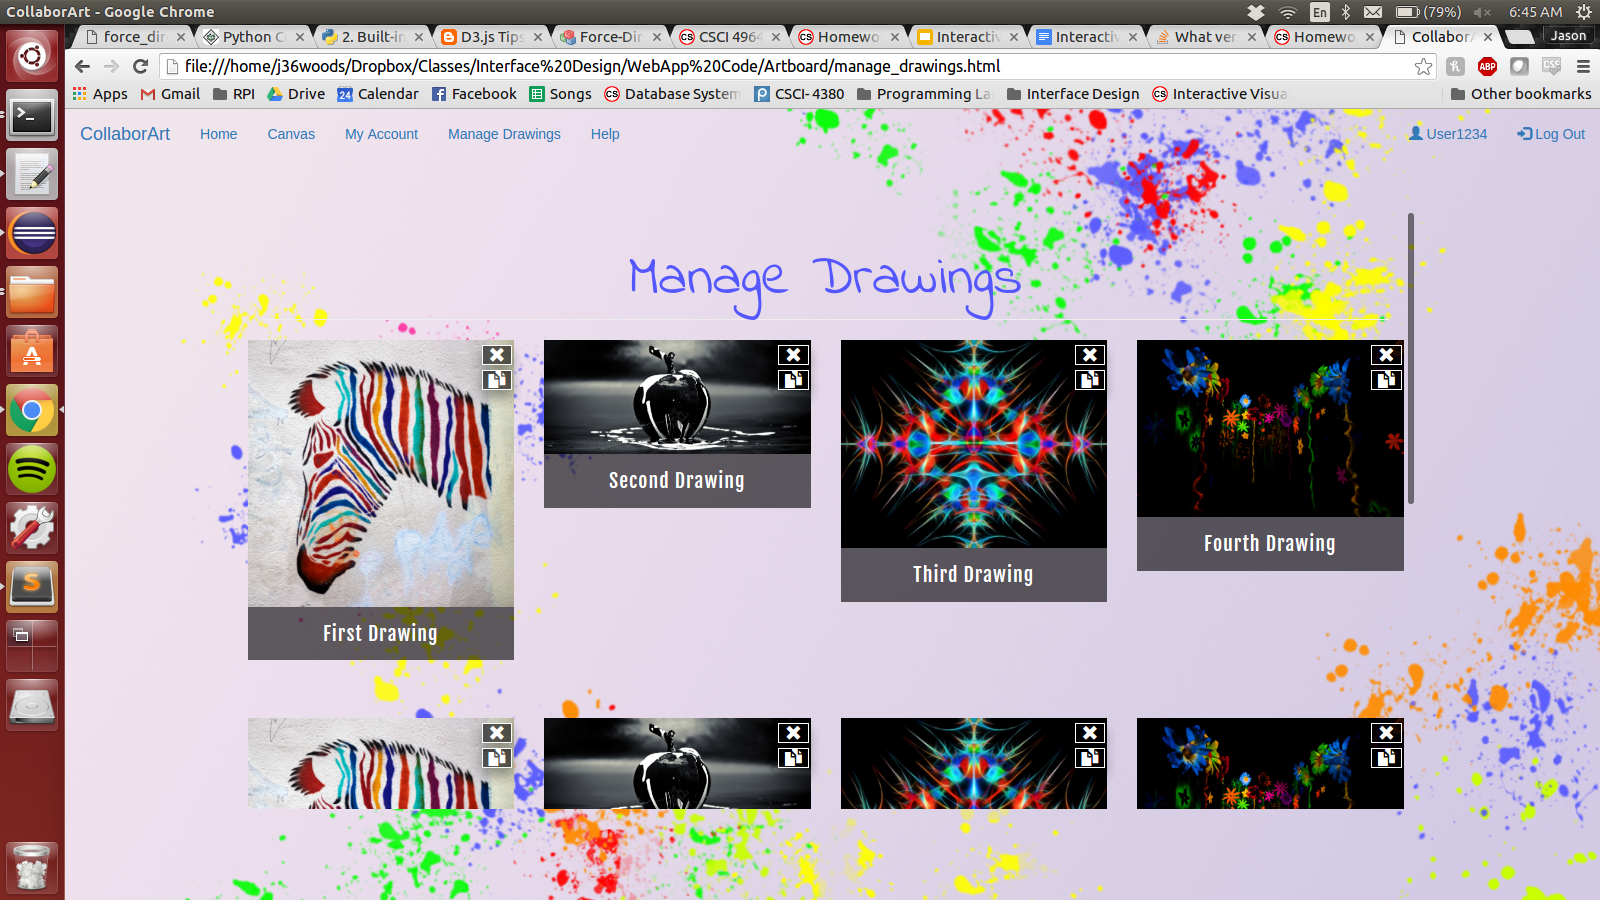 CollaborArt - Google Chrome
En
(79%)
6:45 AM
force_dir
Python C
2. Built-in
D3.js Tips
Force-Dir
CSCI 4964
Homewo
Interactiv
Interactiv
What ver
Homewo
Collabor
Jason
file:///home/j36woods/Dropbox/Classes/Interface%20Design/WebApp%20Code/Artboard/manage_drawings.html
ABP
Apps
Gmail
RPI
Drive
24
Calendar
Facebook
Songs
Database System
CSCI- 4380
Programming La
Interface Design
Interactive Visua
Other bookmarks
CollaborArt
Home
Canvas
My Account
Manage Drawings
Help
User1234
Log Out
Manage Drawings
First Drawing
Second Drawing
Third Drawing
Fourth Drawing